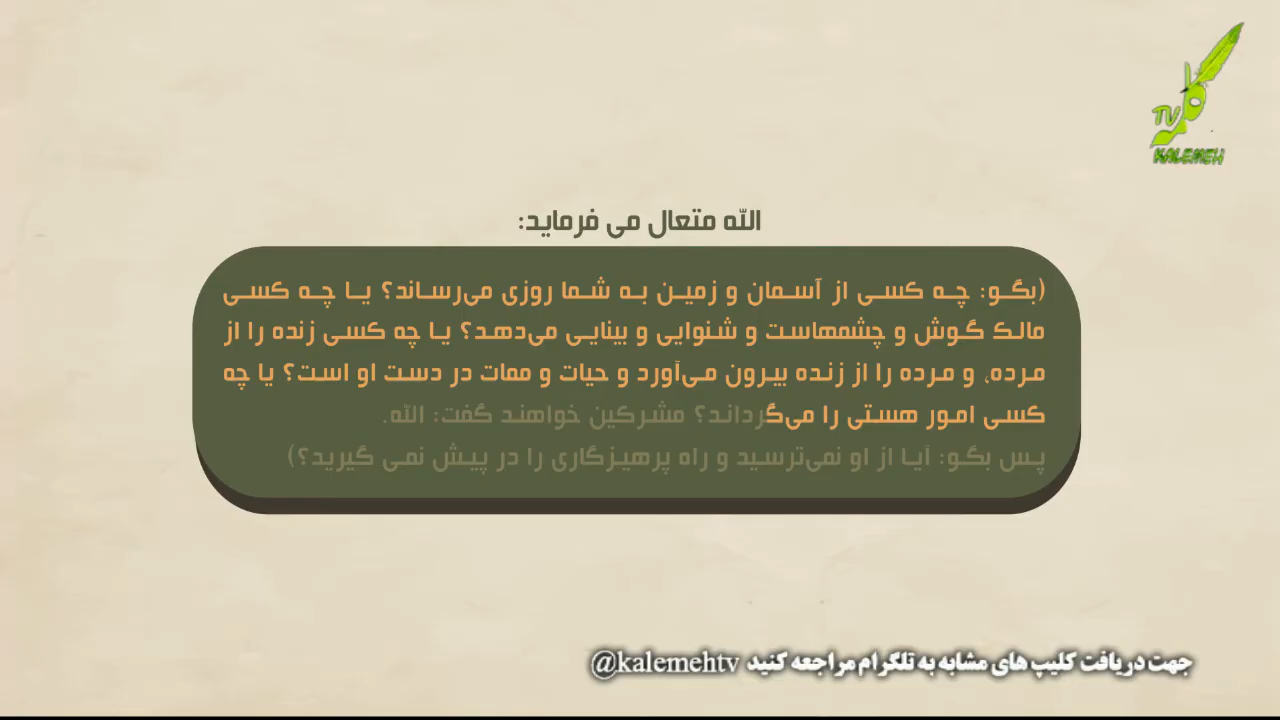 الله متعال می فرماید:
(بگو: چه کسی از آسمان و زمین به شما روزی می‌رساند؟ یا چه کسی
مالک گوش و چشمهاست و شنوایی و بینایی می‌دهد؟ یا چه کسی زنده را از
مرده، و مرده را از زنده بیرون می‌آورد و حیات و ممات در دست او است؟ یا چه
کسی امور هستی را می‌گرداند؟ مشرکین خواهند گفت: الله.
پس بگو: آیا از او نمی‌ترسید و راه پرهیزگاری را در پیش نمی گیرید؟)
جهت دریافت کلیپ های مشابه به تلگرام مراجعه کنید @kalemehtv
کلمه
TV
KALEMEH